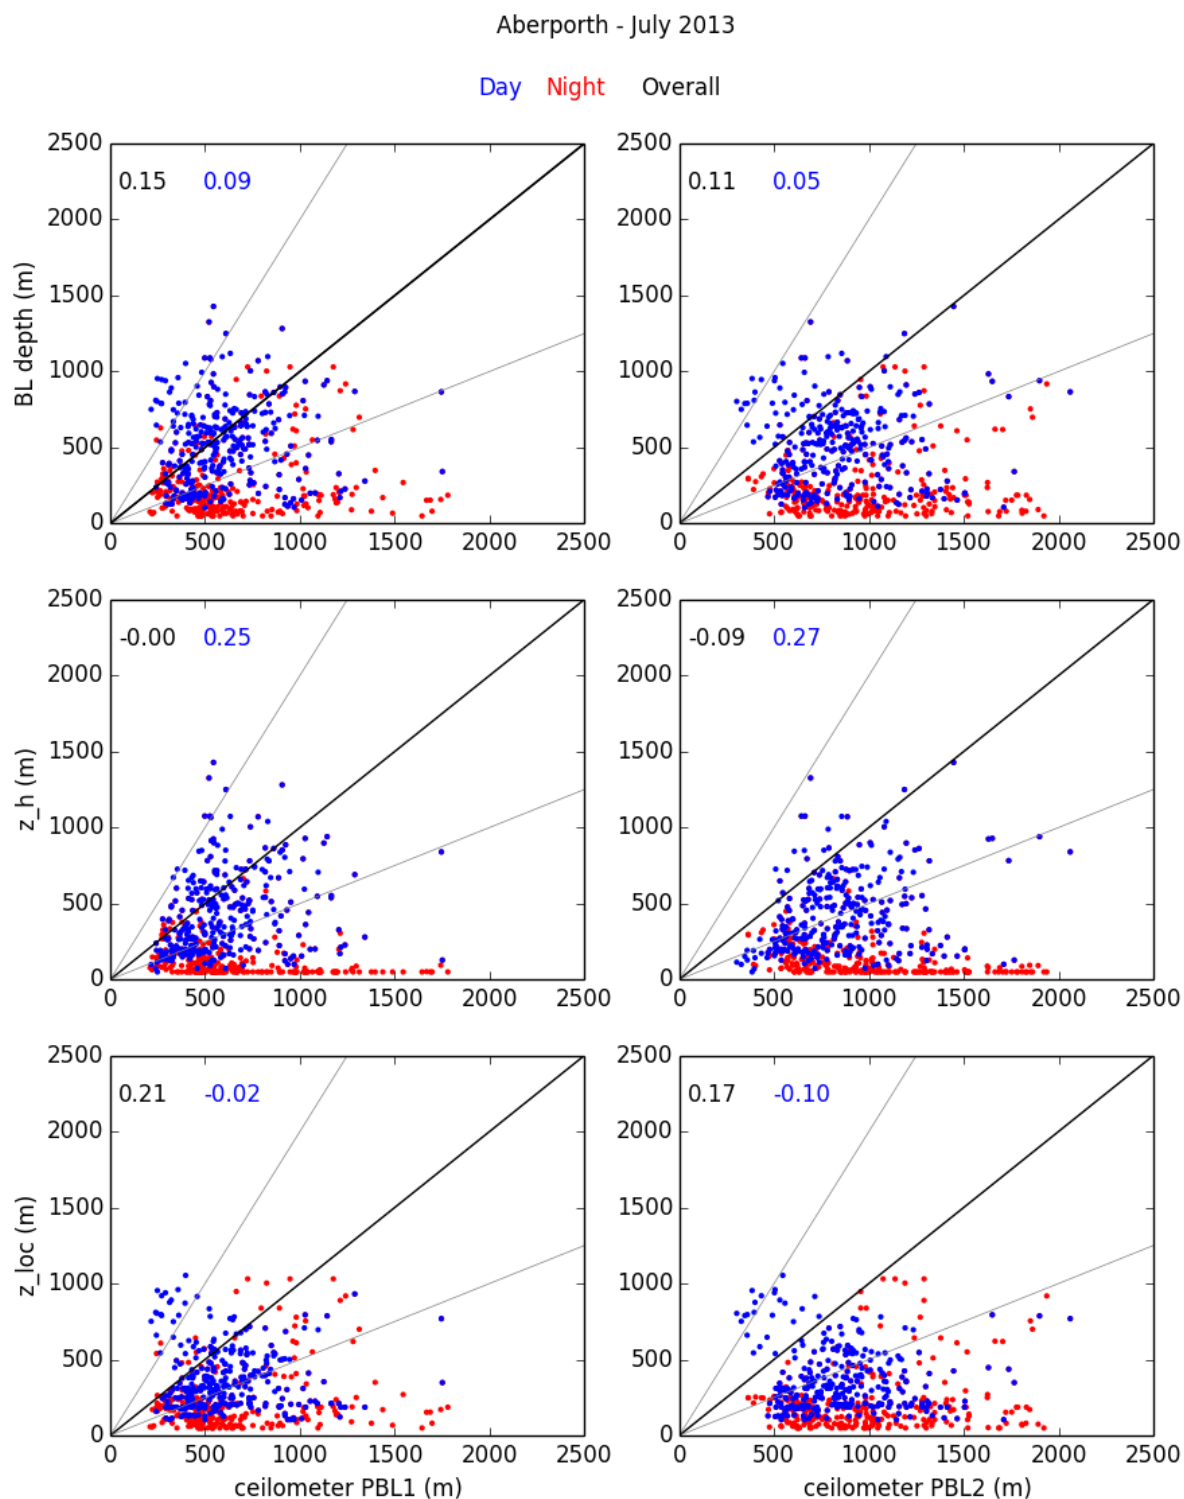 Aberporth - July 2013
Day Night Overall
2500 2500
0.15 0.09 0.11 0.05
2000 2000
1500 1500
BL depth (m)
1000 1000
500 500
0 0
0 500 1000 1500 2000 2500 0 500 1000 1500 2000 2500
2500 2500
-0.00 0.25 -0.09 0.27
2000 2000
1500 1500
z_h (m)
1000 1000
500 500
0 0
0 500 1000 1500 2000 2500 0 500 1000 1500 2000 2500
2500 2500
0.21 -0.02 0.17 -0.10
2000 2000
1500 1500
z_loc (m)
1000 1000
500 500
0 0
0 500 1000 1500 2000 2500 0 500 1000 1500 2000 2500
ceilometer PBL1 (m) ceilometer PBL2 (m)